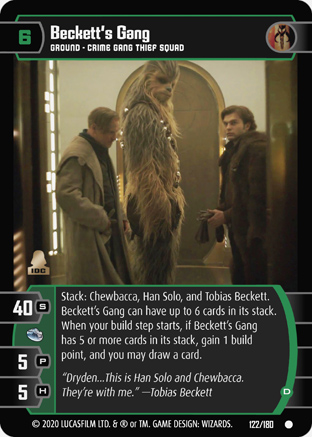 6
Beckett's Gang
GROUND - CRIME GANG THIEF SQUAD
IDC
40 S
5 P
5 H
Stack: Chewbacca, Han Solo, and Tobias Beckett.
Beckett's Gang can have up to 6 cards in its stack.
When your build step starts, if Beckett's Gang
has 5 or more cards in its stack, gain 1 build
point, and you may draw a card.
"Dryden...This is Han Solo and Chewbacca.
They're with me." —Tobias Beckett
D
© 2020 LUCASFILM LTD. & ® or TM. GAME DESIGN: WIZARDS.
122/180